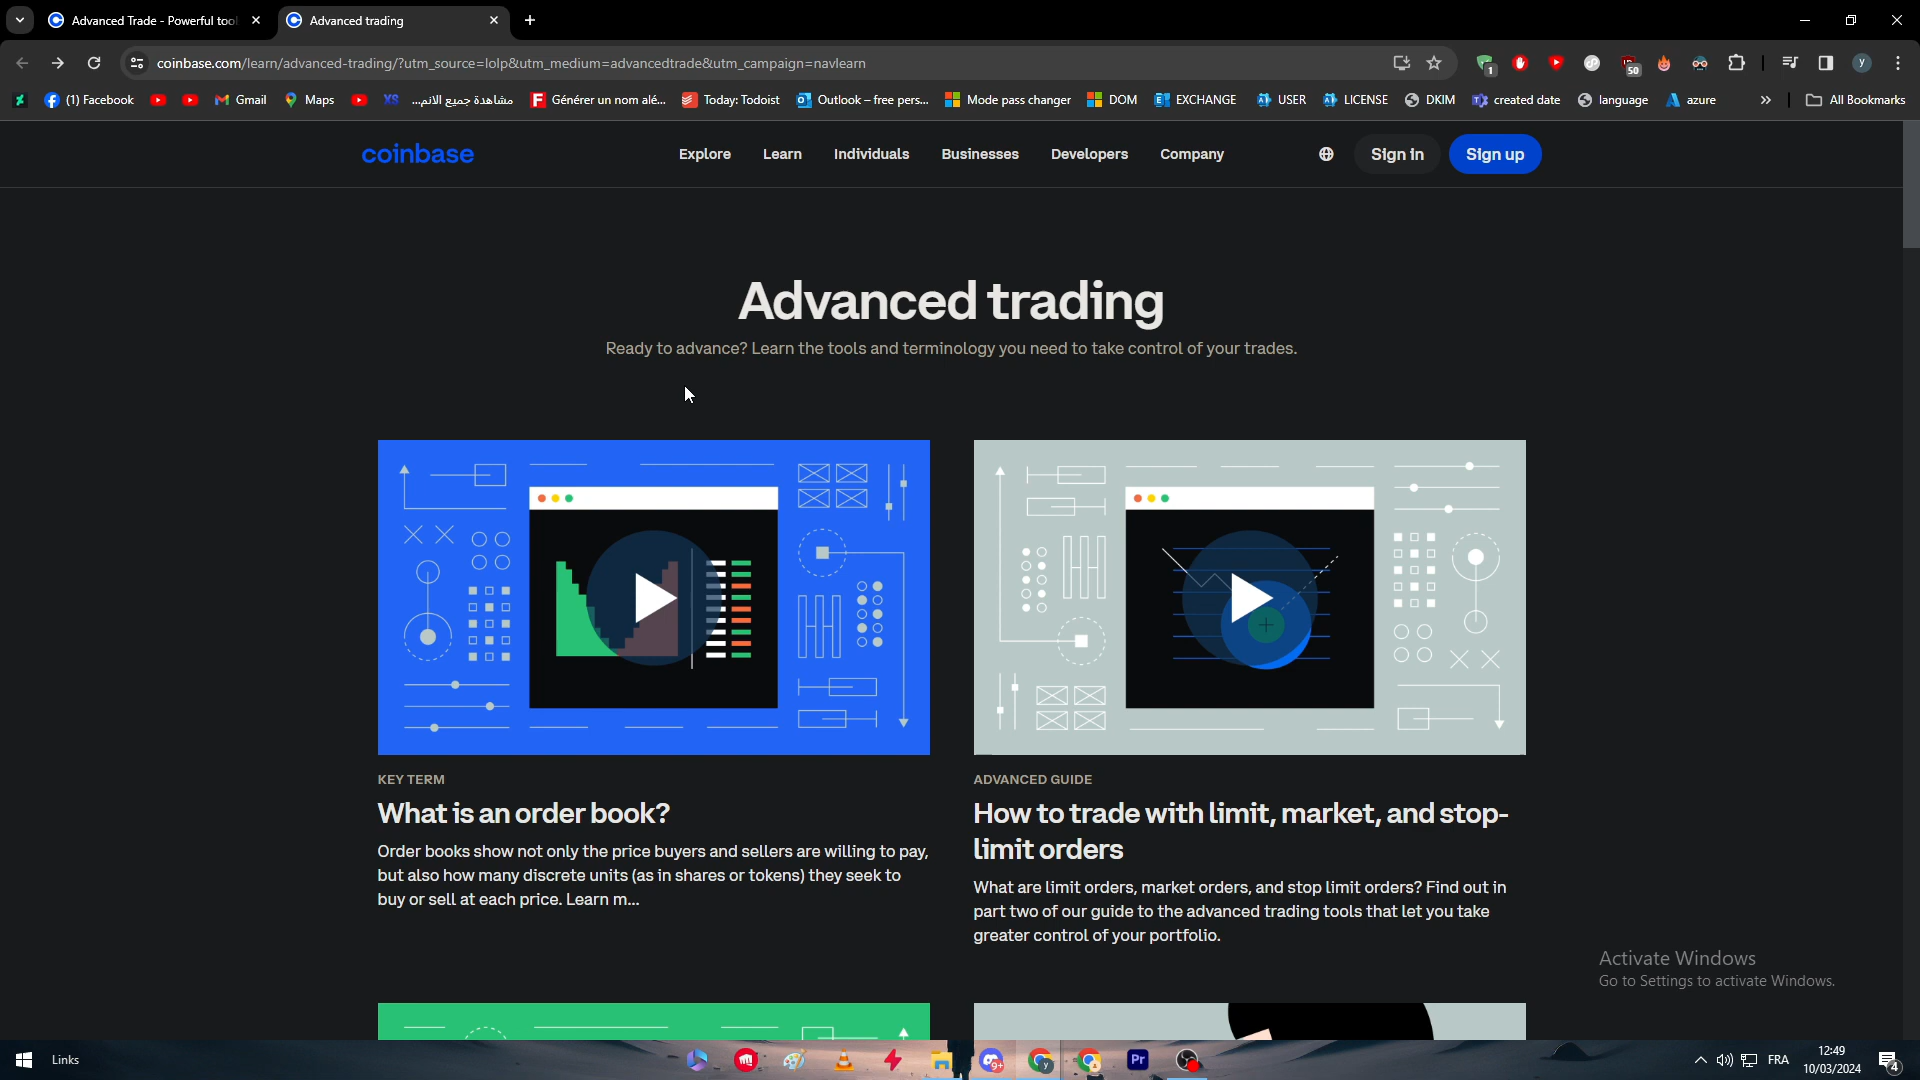 Advanced Trade - Powerful tool
Advanced trading
coinbase.com/learn/advanced-trading/?utm_source=lolp&utm_medium=advancedtrade&utm_campaign=navlearn
1
50
y
(1) Facebook
Gmail
Maps
XS
مشاهدة جميع الانم...
Générer un nom alé...
Today: Todoist
Outlook – free pers...
Mode pass changer
DOM
EXCHANGE
USER
LICENSE
DKIM
created date
language
azure
»
All Bookmarks
coinbase
Explore
Learn
Individuals
Businesses
Developers
Company
Sign in
Sign up
Advanced trading
Ready to advance? Learn the tools and terminology you need to take control of your trades.
KEY TERM
What is an order book?
Order books show not only the price buyers and sellers are willing to pay,
but also how many discrete units (as in shares or tokens) they seek to
buy or sell at each price. Learn m...
ADVANCED GUIDE
How to trade with limit, market, and stop-
limit orders
What are limit orders, market orders, and stop limit orders? Find out in
part two of our guide to the advanced trading tools that let you take
greater control of your portfolio.
Activate Windows
Go to Settings to activate Windows.
Links
9+
y
Pr
FRA
12:49
10/03/2024
4